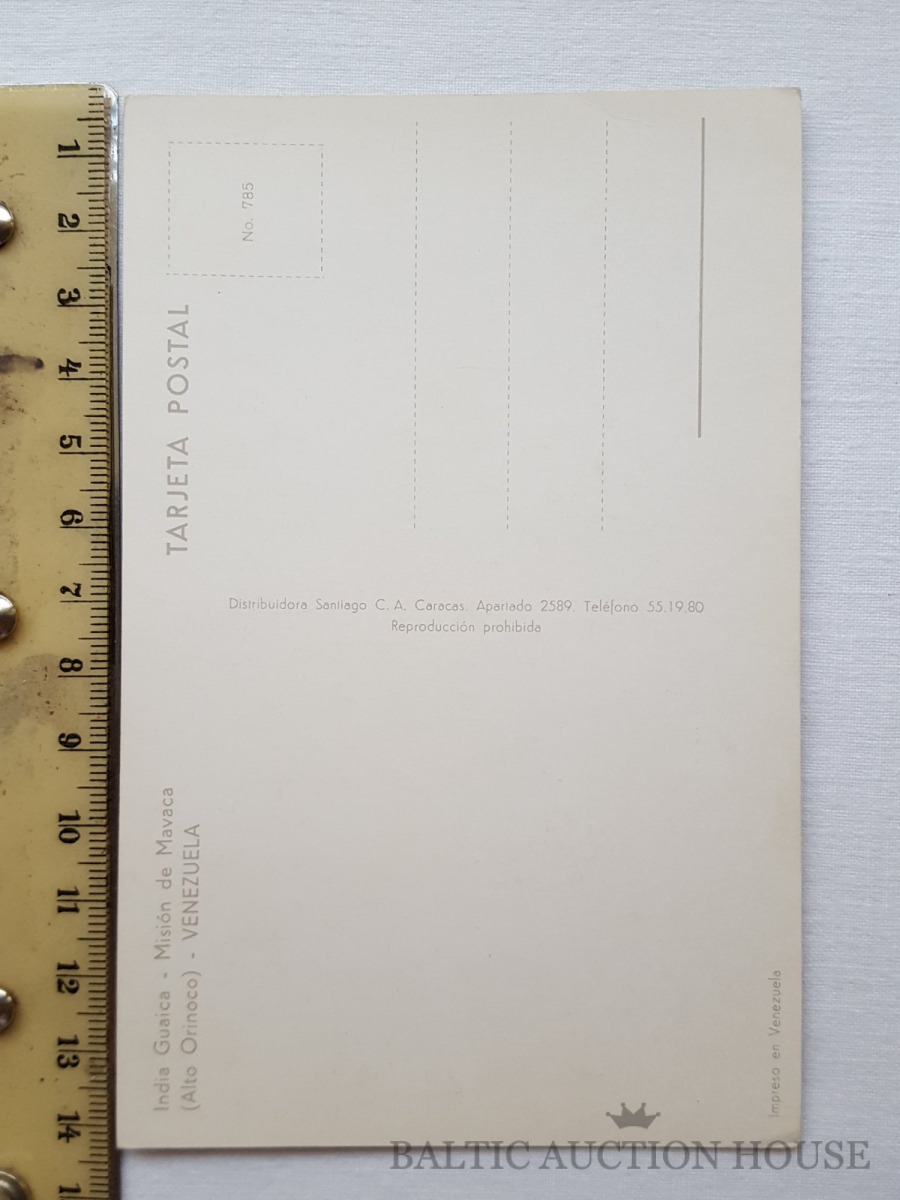 India Guaica - Misión de Mavaca
(Alto Orinoco) - VENEZUELA
TARJETA POSTAL
No. 785
Distribuidora Santiago C. A. Caracas. Apartado 2589. Teléfono 55.19.80
Reproducción prohibida
Impreso en Venezuela
1
2
3
4
5
6
7
8
9
10
11
12
13
14
BALTIC AUCTION HOUSE